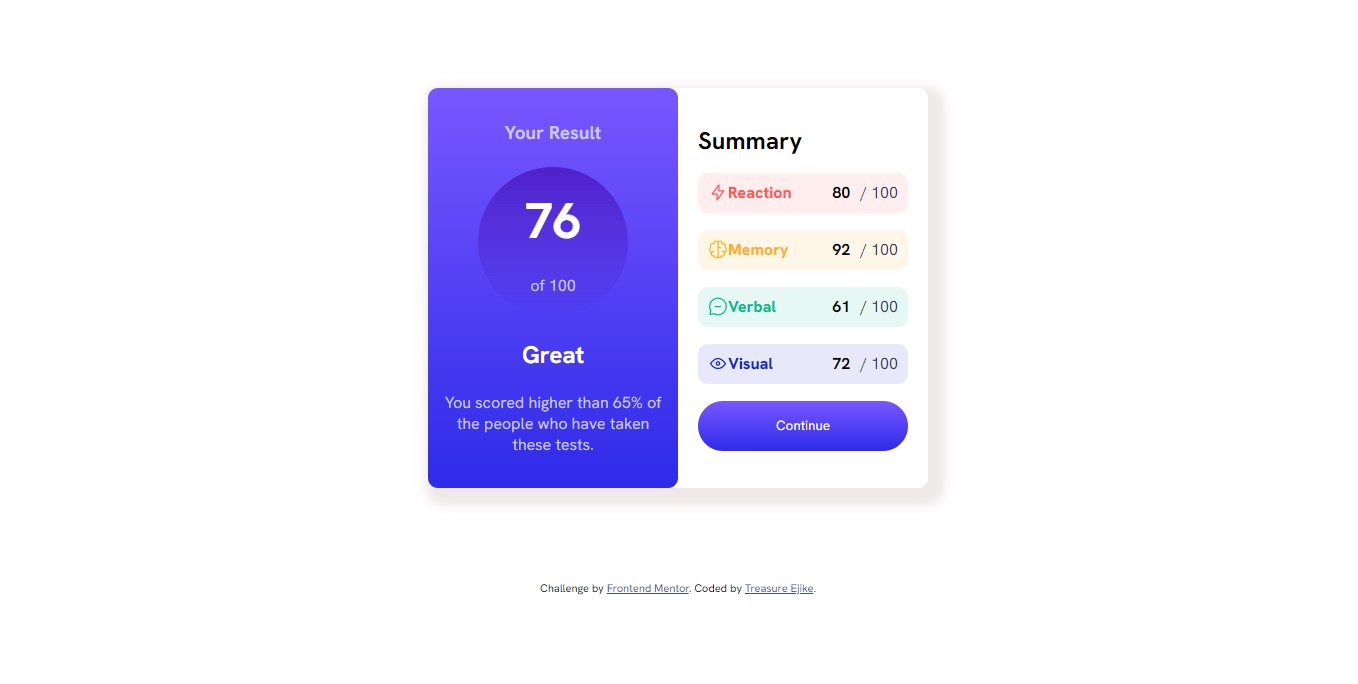 Your Result
76
of 100
Great
You scored higher than 65% of
the people who have taken
these tests.
Summary
Reaction 80 / 100
Memory 92 / 100
Verbal 61 / 100
Visual 72 / 100
Continue
Challenge by Frontend Mentor. Coded by Treasure Ejike.